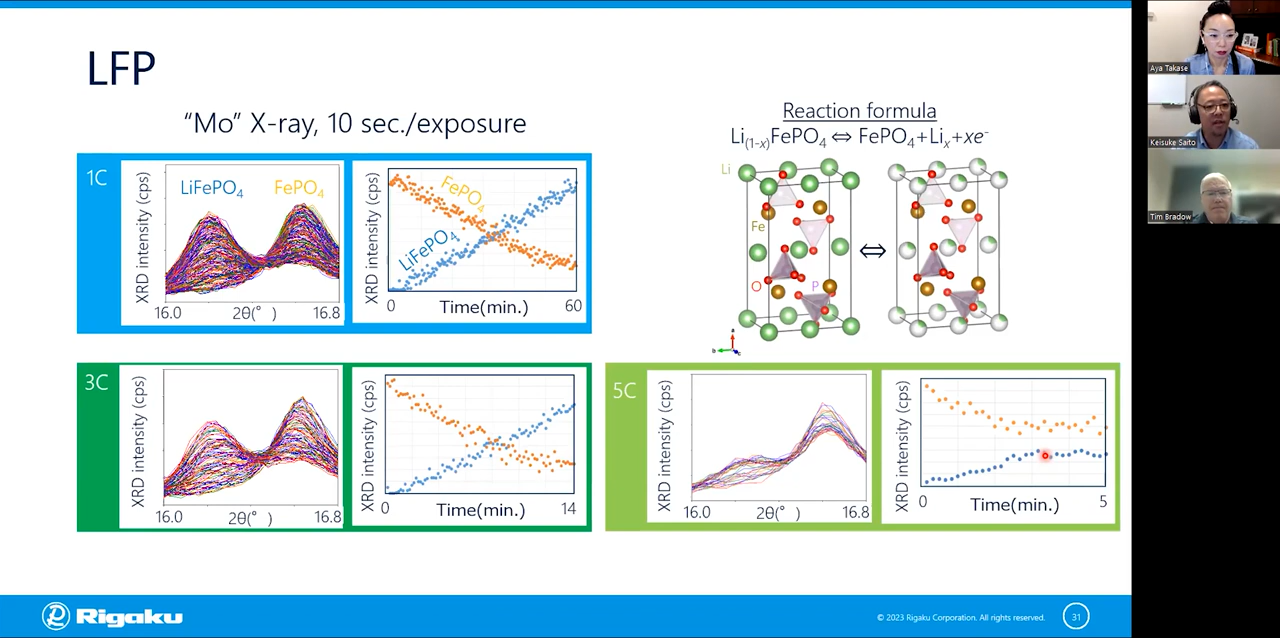 LFP
“Mo” X-ray, 10 sec./exposure
1C
XRD intensity (cps)
LiFePO4
FePO4
16.0
2θ(° )
16.8
XRD intensity (cps)
FePO4
LiFePO4
0
Time(min.)
60
Reaction formula
Li(1-x)FePO4 ⇔ FePO4+Lix+xe-
Li
Fe
O
P
a
b
c
3C
XRD intensity (cps)
16.0
2θ(° )
16.8
XRD intensity (cps)
0
Time(min.)
14
5C
XRD intensity (cps)
16.0
2θ(° )
16.8
XRD intensity (cps)
0
Time(min.)
5
Rigaku
© 2023 Rigaku Corporation. All rights reserved.
31
Aya Takase
Keisuke Saito
Tim Bradow